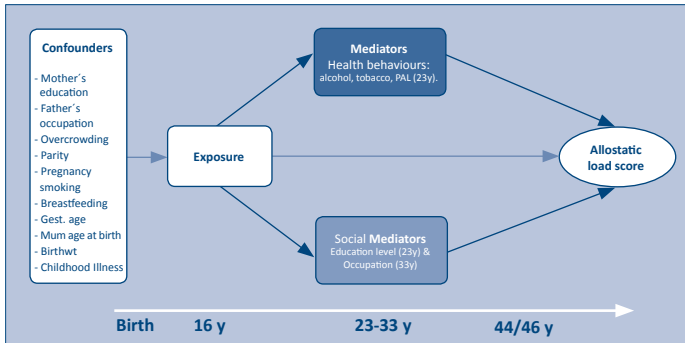 Confounders
- Mother´s
education
- Father´s
occupation
- Overcrowding
- Parity
- Pregnancy
smoking
- Breastfeeding
- Gest. age
- Mum age at birth
- Birthwt
- Childhood Illness
Exposure
Mediators
Health behaviours:
alcohol, tobacco, PAL (23y).
Social Mediators
Education level (23y) &
Occupation (33y)
Allostatic
load score
Birth 16 y 23-33 y 44/46 y